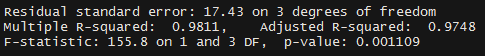 Residual standard error: 17.43 on 3 degrees of freedom
Multiple R-squared:  0.9811,    Adjusted R-squared:  0.9748
F-statistic: 155.8 on 1 and 3 DF,  p-value: 0.001109